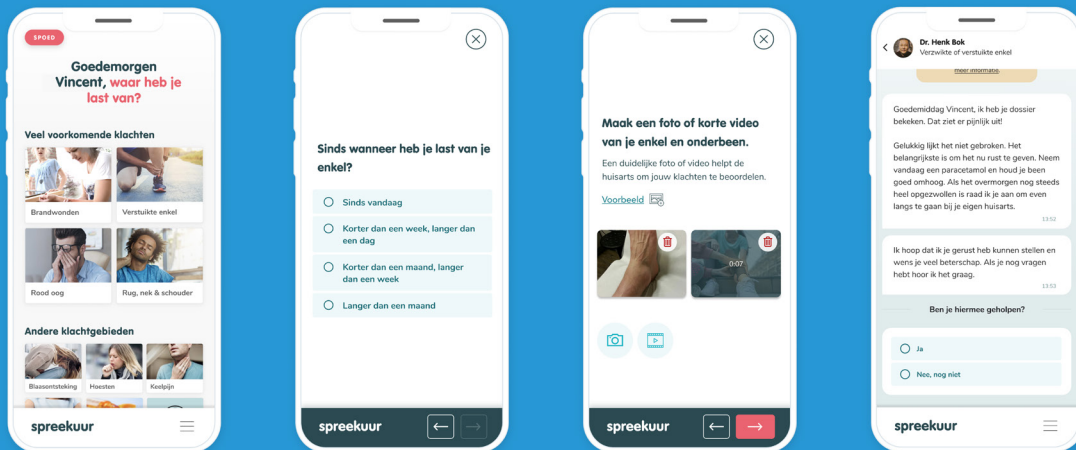 SPOED
Goedemorgen
Vincent, waar heb je
last van?
Veel voorkomende klachten
Brandwonden
Verstuikte enkel
Rood oog
Rug, nek & schouder
Andere klachtgebieden
Blaasontsteking
Hoesten
Keelpijn
spreekuur
Sinds wanneer heb je last van je
enkel?
Sinds vandaag
Korter dan een week, langer dan
een dag
Korter dan een maand, langer
dan een week
Langer dan een maand
spreekuur
Maak een foto of korte video
van je enkel en onderbeen.
Een duidelijke foto of video helpt de
huisarts om jouw klachten te beoordelen.
Voorbeeld
0:07
spreekuur
Dr. Henk Bok
Verzwikte of verstuikte enkel
meer informatie.
Goedemiddag Vincent, ik heb je dossier
bekeken. Dat ziet er pijnlijk uit!
Gelukkig lijkt het niet gebroken. Het
belangrijkste is om het nu rust te geven. Neem
vandaag een paracetamol en houd je been
goed omhoog. Als het overmorgen nog steeds
heel opgezwollen is raad ik je aan om even
langs te gaan bij je eigen huisarts.
13:52
Ik hoop dat ik je gerust heb kunnen stellen en
wens je veel beterschap. Als je nog vragen
hebt hoor ik het graag.
13:53
Ben je hiermee geholpen?
Ja
Nee, nog niet
spreekuur